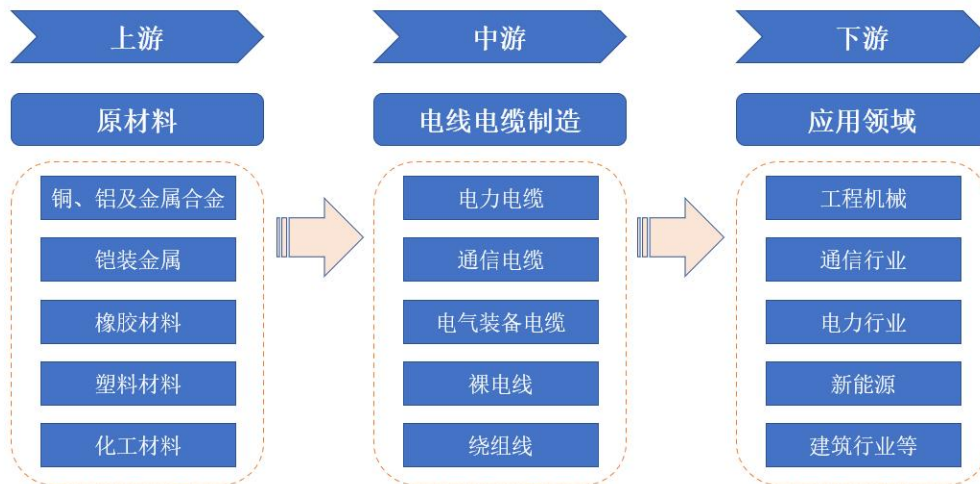 上游
原材料
铜、铝及金属合金
铠装金属
橡胶材料
塑料材料
化工材料
中游
电线电缆制造
电力电缆
通信电缆
电气装备电缆
裸电线
绕组线
下游
应用领域
工程机械
通信行业
电力行业
新能源
建筑行业等